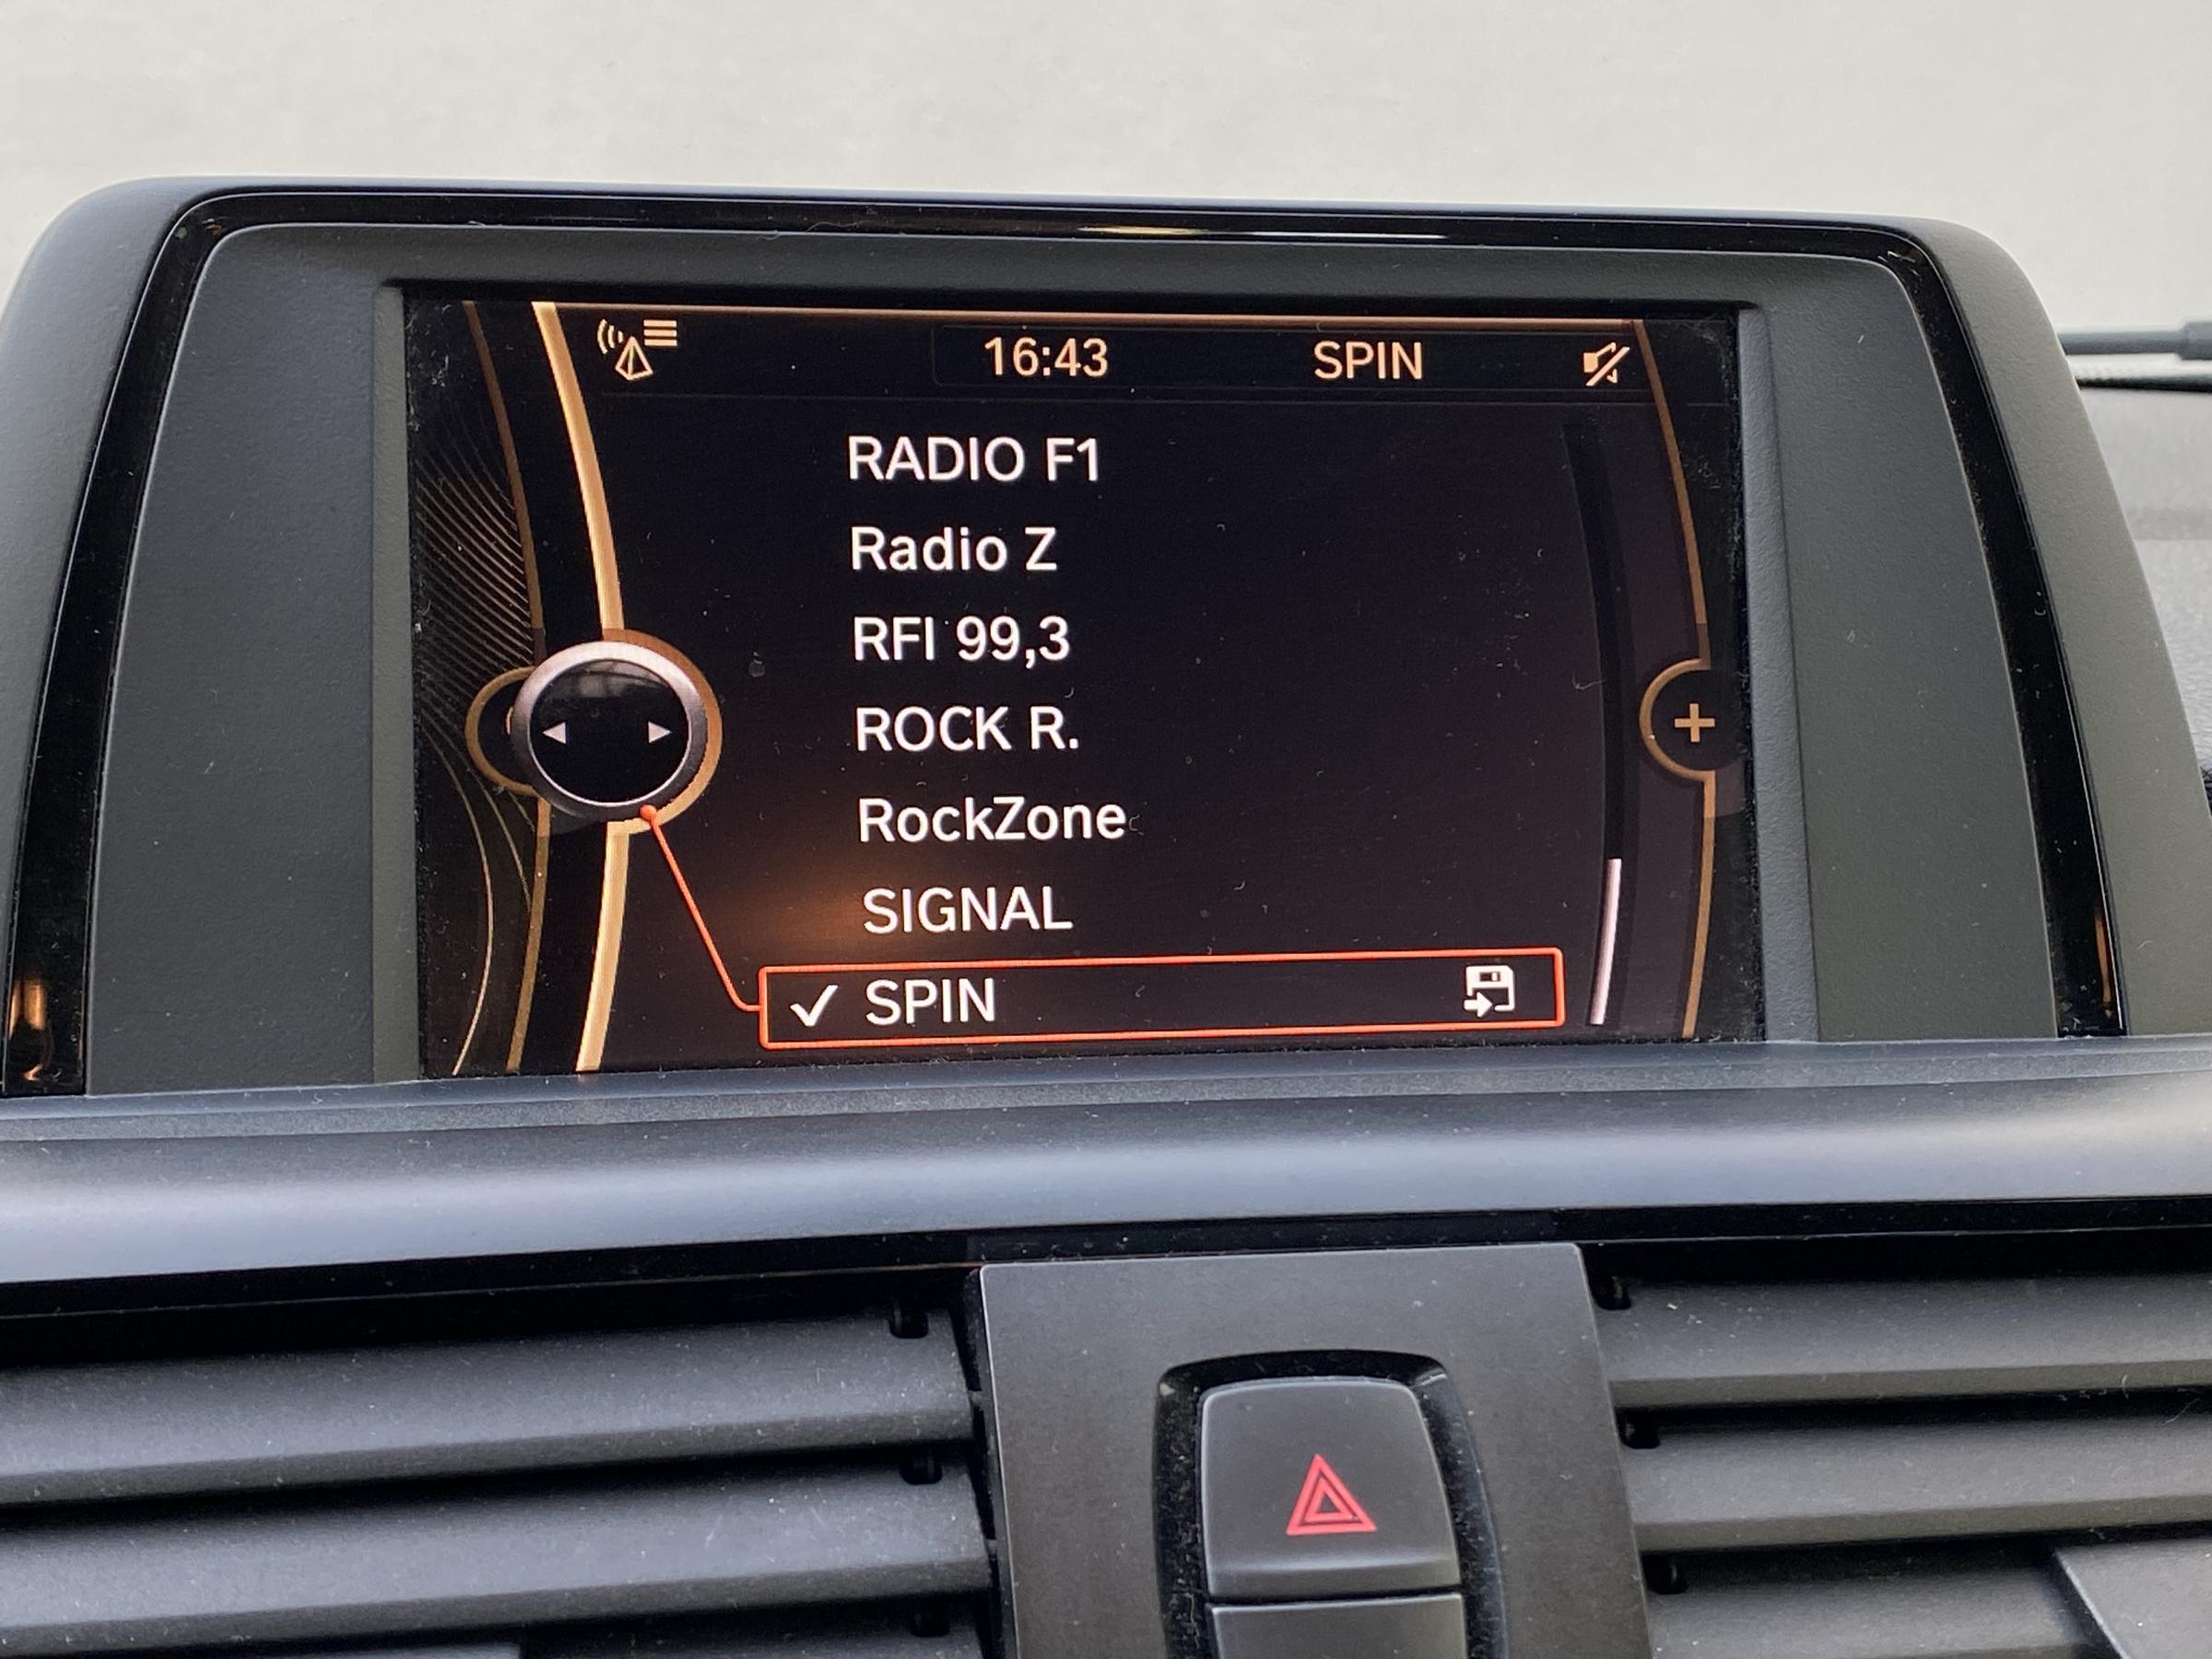 16:43 SPIN
RADIO F1
Radio Z
RFI 99,3
ROCK R.
RockZone
SIGNAL
SPIN